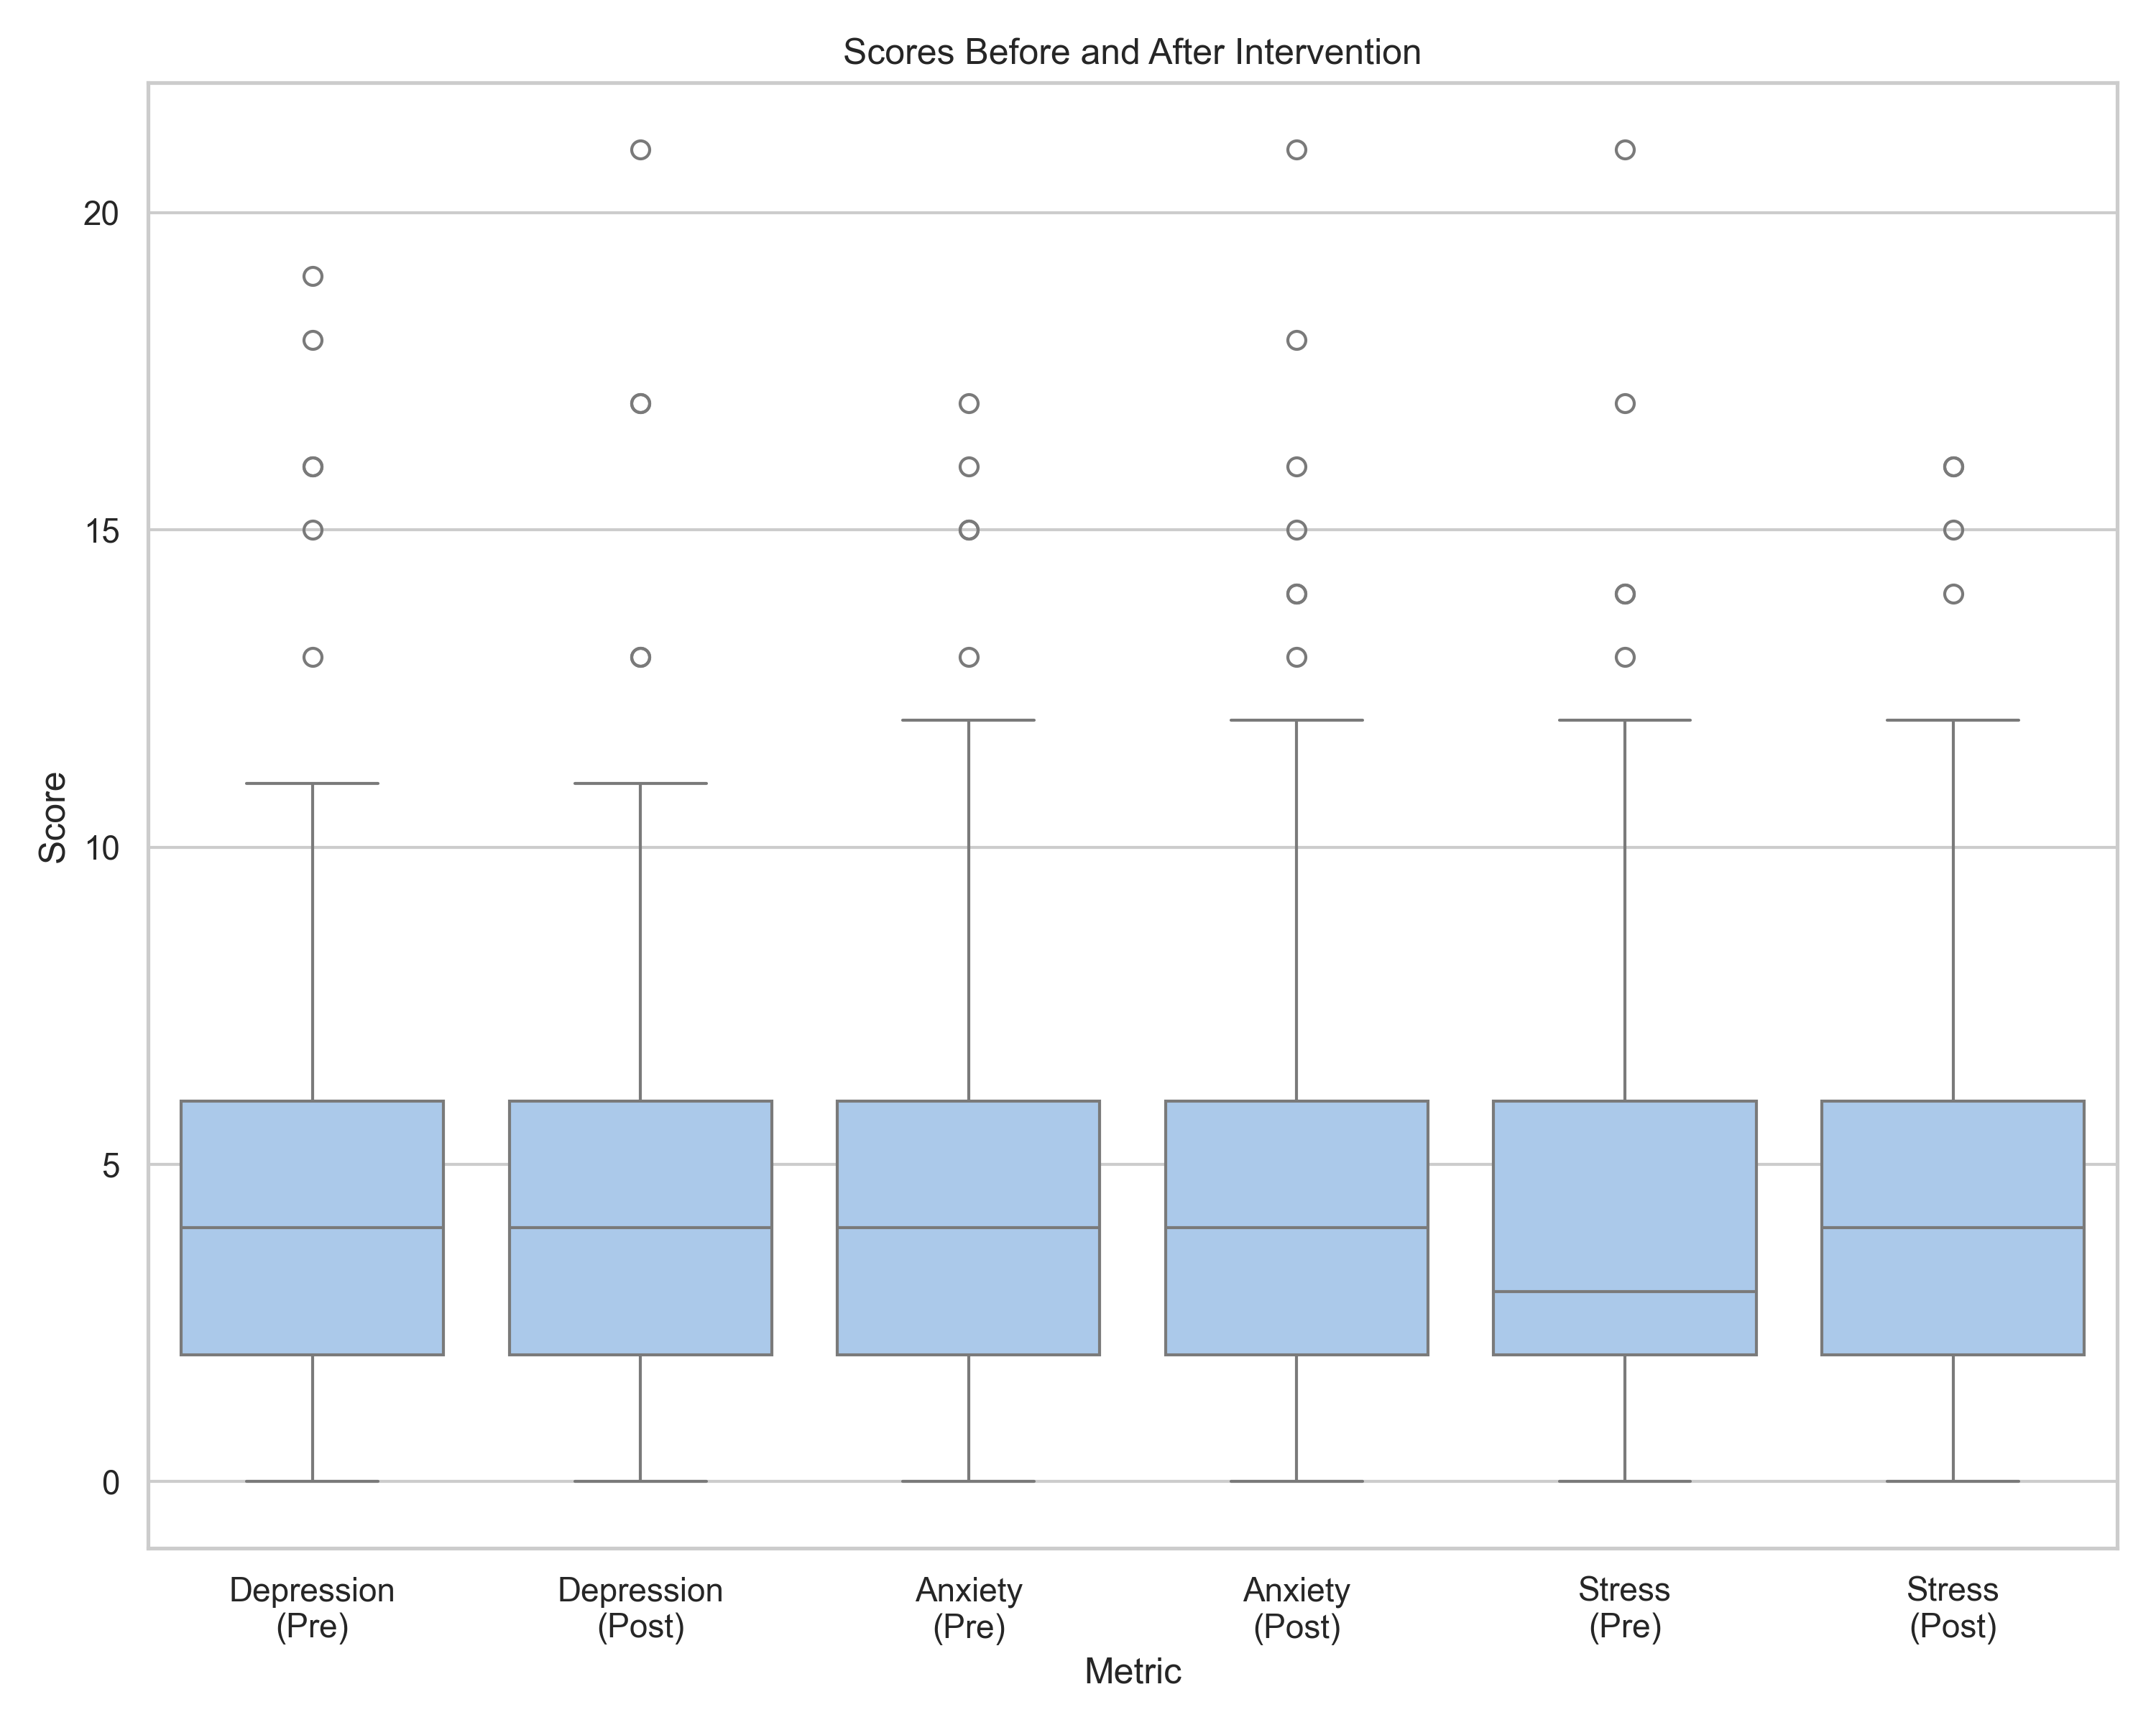 Scores Before and After Intervention
Score
20
15
10
5
0
Depression
(Pre)
Depression
(Post)
Anxiety
(Pre)
Anxiety
(Post)
Stress
(Pre)
Stress
(Post)
Metric